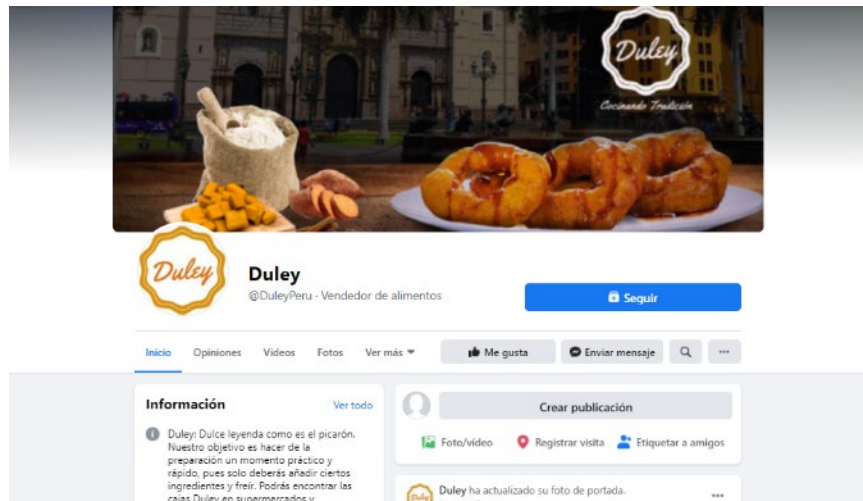 Duley
Cocinando Tradición
Duley
Duley
@DuleyPeru · Vendedor de alimentos
Seguir
Inicio
Opiniones
Videos
Fotos
Ver más
Me gusta
Enviar mensaje
Información
Ver todo
Duley: Dulce leyenda como es el picarón.
Nuestro objetivo es hacer de la
preparación un momento práctico y
rápido, pues solo deberás añadir ciertos
ingredientes y freír. Podrás encontrar las
cajas Duley en supermercados y
Crear publicación
Foto/video
Registrar visita
Etiquetar a amigos
Duley
Duley ha actualizado su foto de portada.